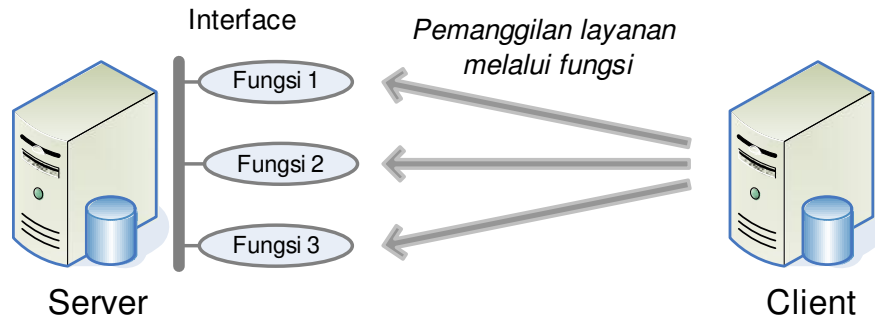 Interface
Pemanggilan layanan
melalui fungsi
Fungsi 1
Fungsi 2
Fungsi 3
Server
Client